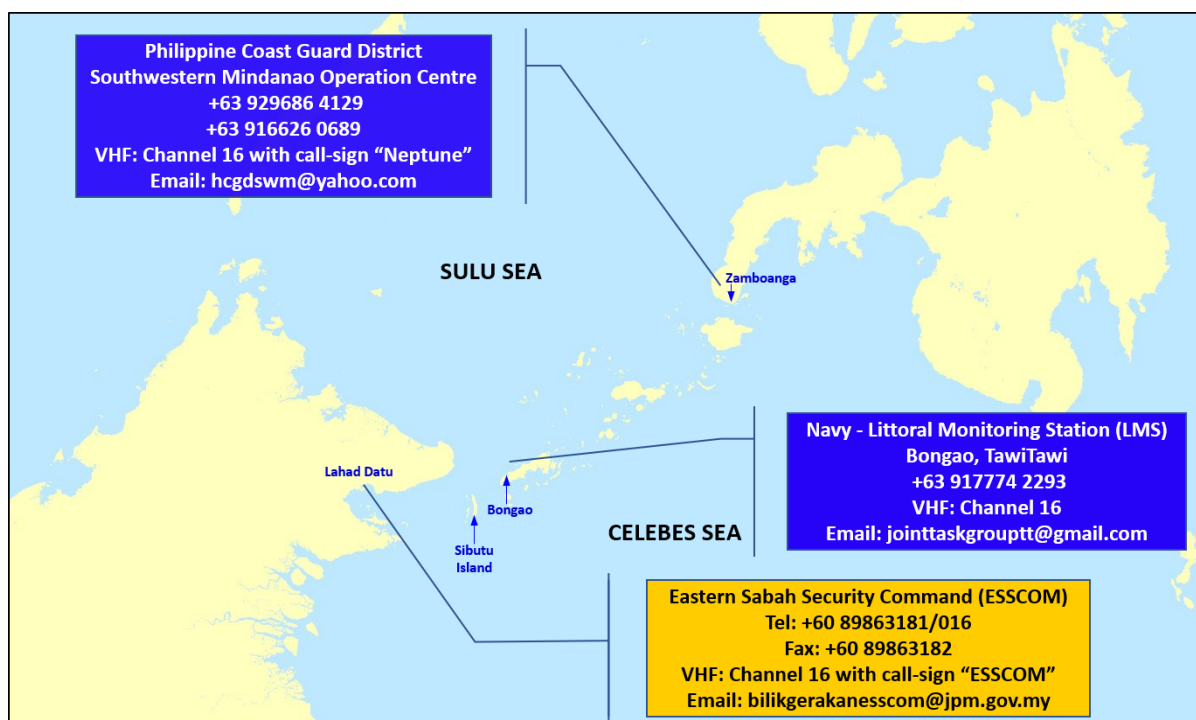 Philippine Coast Guard District
Southwestern Mindanao Operation Centre
+63 929686 4129
+63 916626 0689
VHF: Channel 16 with call-sign “Neptune”
Email: hcgdswm@yahoo.com
SULU SEA
Zamboanga
Navy - Littoral Monitoring Station (LMS)
Bongao, TawiTawi
+63 917774 2293
VHF: Channel 16
Email: jointtaskgrouptt@gmail.com
Lahad Datu
Bongao
CELEBES SEA
Sibutu
Island
Eastern Sabah Security Command (ESSCOM)
Tel: +60 89863181/016
Fax: +60 89863182
VHF: Channel 16 with call-sign “ESSCOM”
Email: bilikgerakanesscom@jpm.gov.my